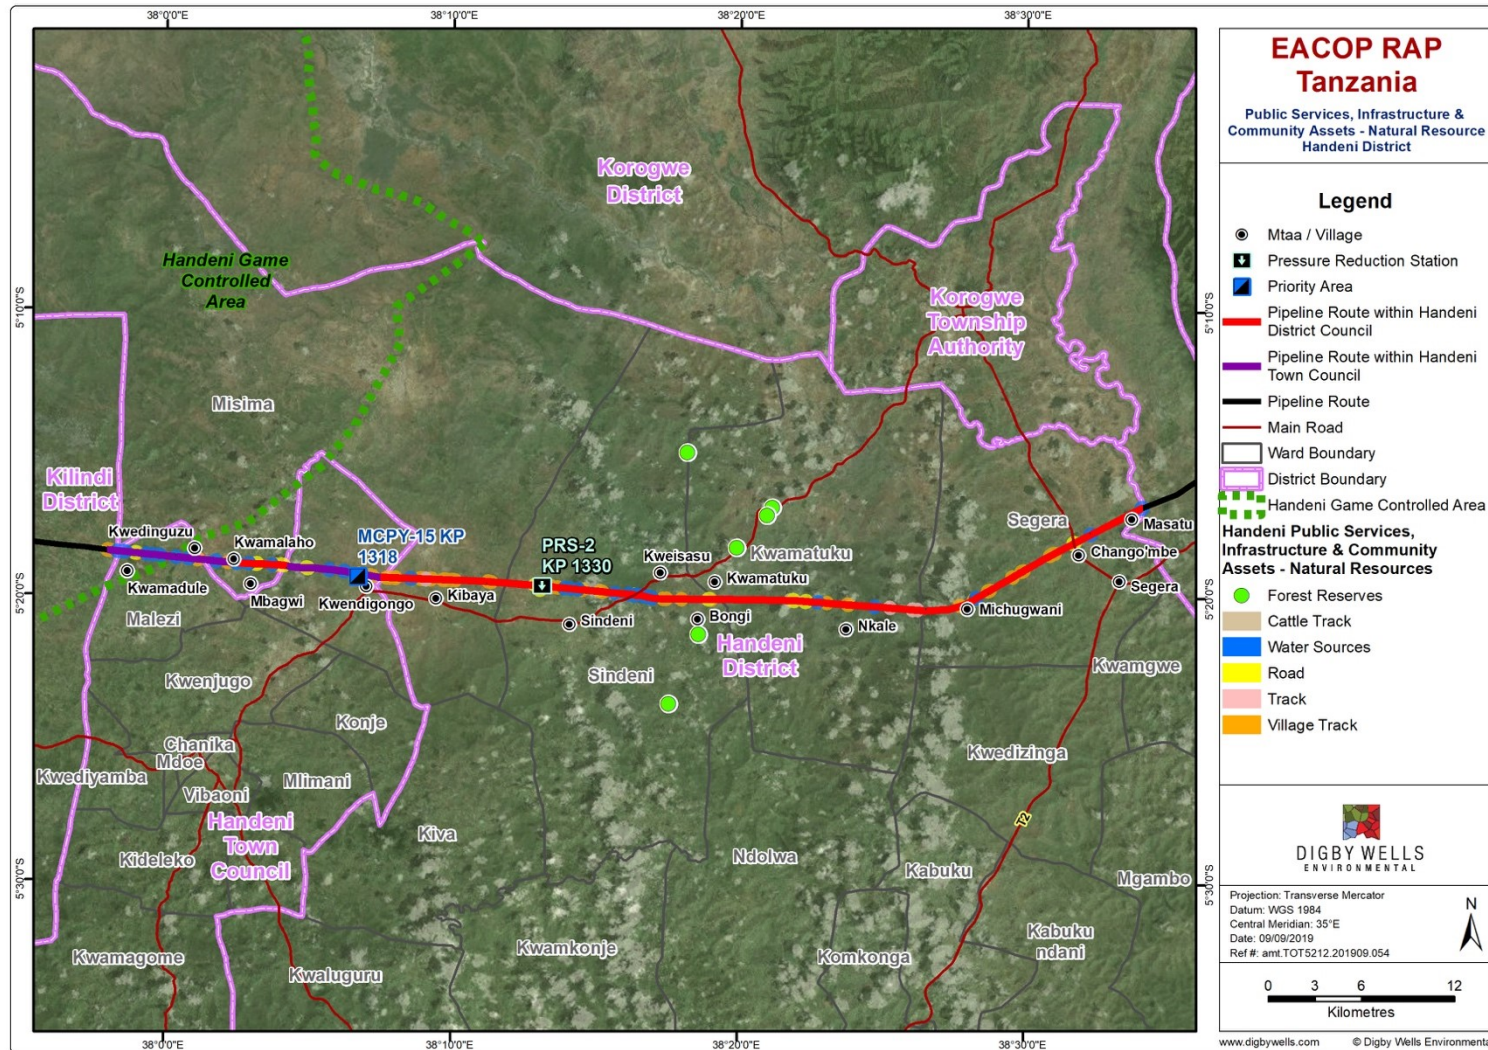 38°0'0"E
38°10'0"E
38°20'0"E
38°30'0"E
5°10'0"S
5°20'0"S
5°30'0"S
5°10'0"S
5°20'0"S
5°30'0"S
38°0'0"E
38°10'0"E
38°20'0"E
38°30'0"E
Korogwe
District
Handeni Game
Controlled
Area
Korogwe
Township
Authority
Misima
Kilindi
District
Kwedinguzu
Kwamalaho
MCPY-15 KP
1318
PRS-2
KP 1330
Kweisasu
Kwamatuku
Kwamatuku
Segera
Masatu
Chango'mbe
Segera
Kwamadule
Mbagwi
Kwendigongo
Kibaya
Sindeni
Bongi
Nkale
Michugwani
Malezi
Handeni
District
Sindeni
Kwamgwe
Kwenjugo
Konje
Chanika
Mdoe
Kwediyamba
Mlimani
Vibaoni
Kwedizinga
T2
Handeni
Town
Council
Kiva
Kideleko
Ndolwa
Kabuku
Mgambo
Kwamagome
Kwaluguru
Kwamkonje
Komkonga
Kabuku
ndani
EACOP RAP
Tanzania
Public Services, Infrastructure &
Community Assets - Natural Resource
Handeni District
Legend
Mtaa / Village
Pressure Reduction Station
Priority Area
Pipeline Route within Handeni
District Council
Pipeline Route within Handeni
Town Council
Pipeline Route
Main Road
Ward Boundary
District Boundary
Handeni Game Controlled Area
Handeni Public Services,
Infrastructure & Community
Assets - Natural Resources
Forest Reserves
Cattle Track
Water Sources
Road
Track
Village Track
DIGBY WELLS
ENVIRONMENTAL
Projection: Transverse Mercator
Datum: WGS 1984
Central Meridian: 35°E
Date: 09/09/2019
Ref #: amt.TOT5212.201909.054
N
0 3 6 12
Kilometres
www.digbywells.com © Digby Wells Environmenta